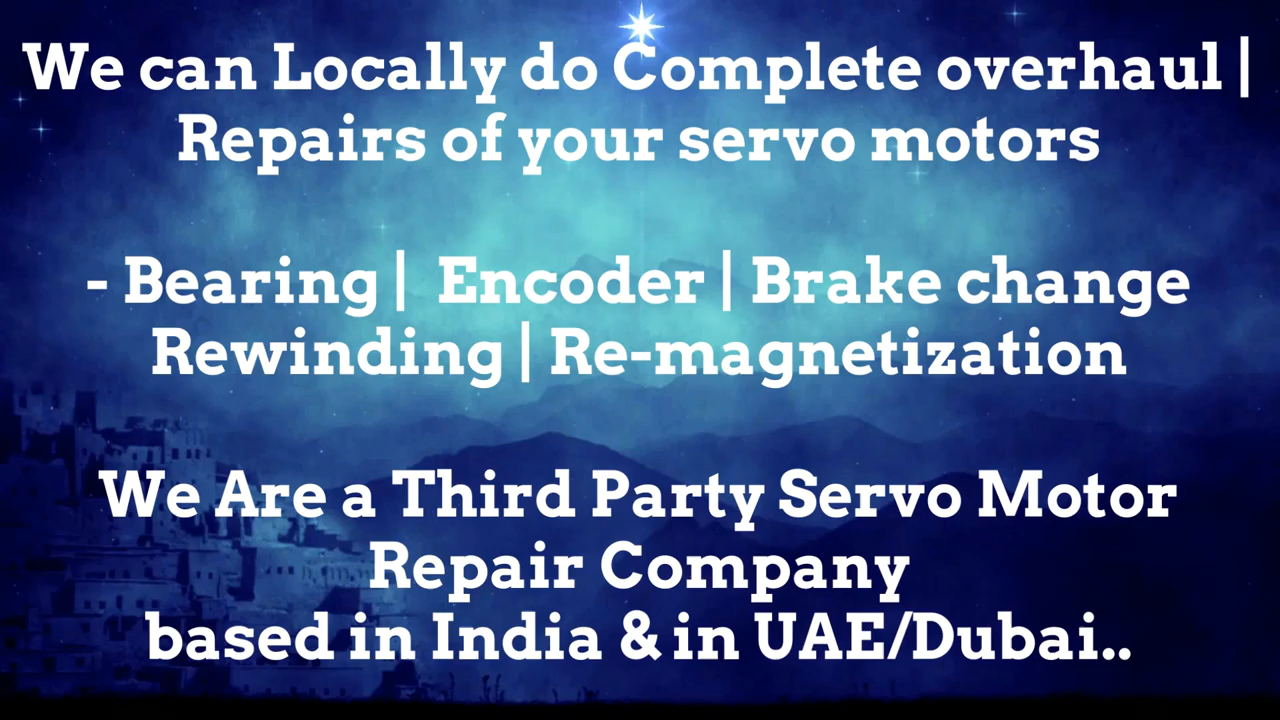 We can Locally do Complete overhaul |
Repairs of your servo motors
- Bearing | Encoder | Brake change
Rewinding | Re-magnetization
We Are a Third Party Servo Motor
Repair Company
based in India & in UAE/Dubai..